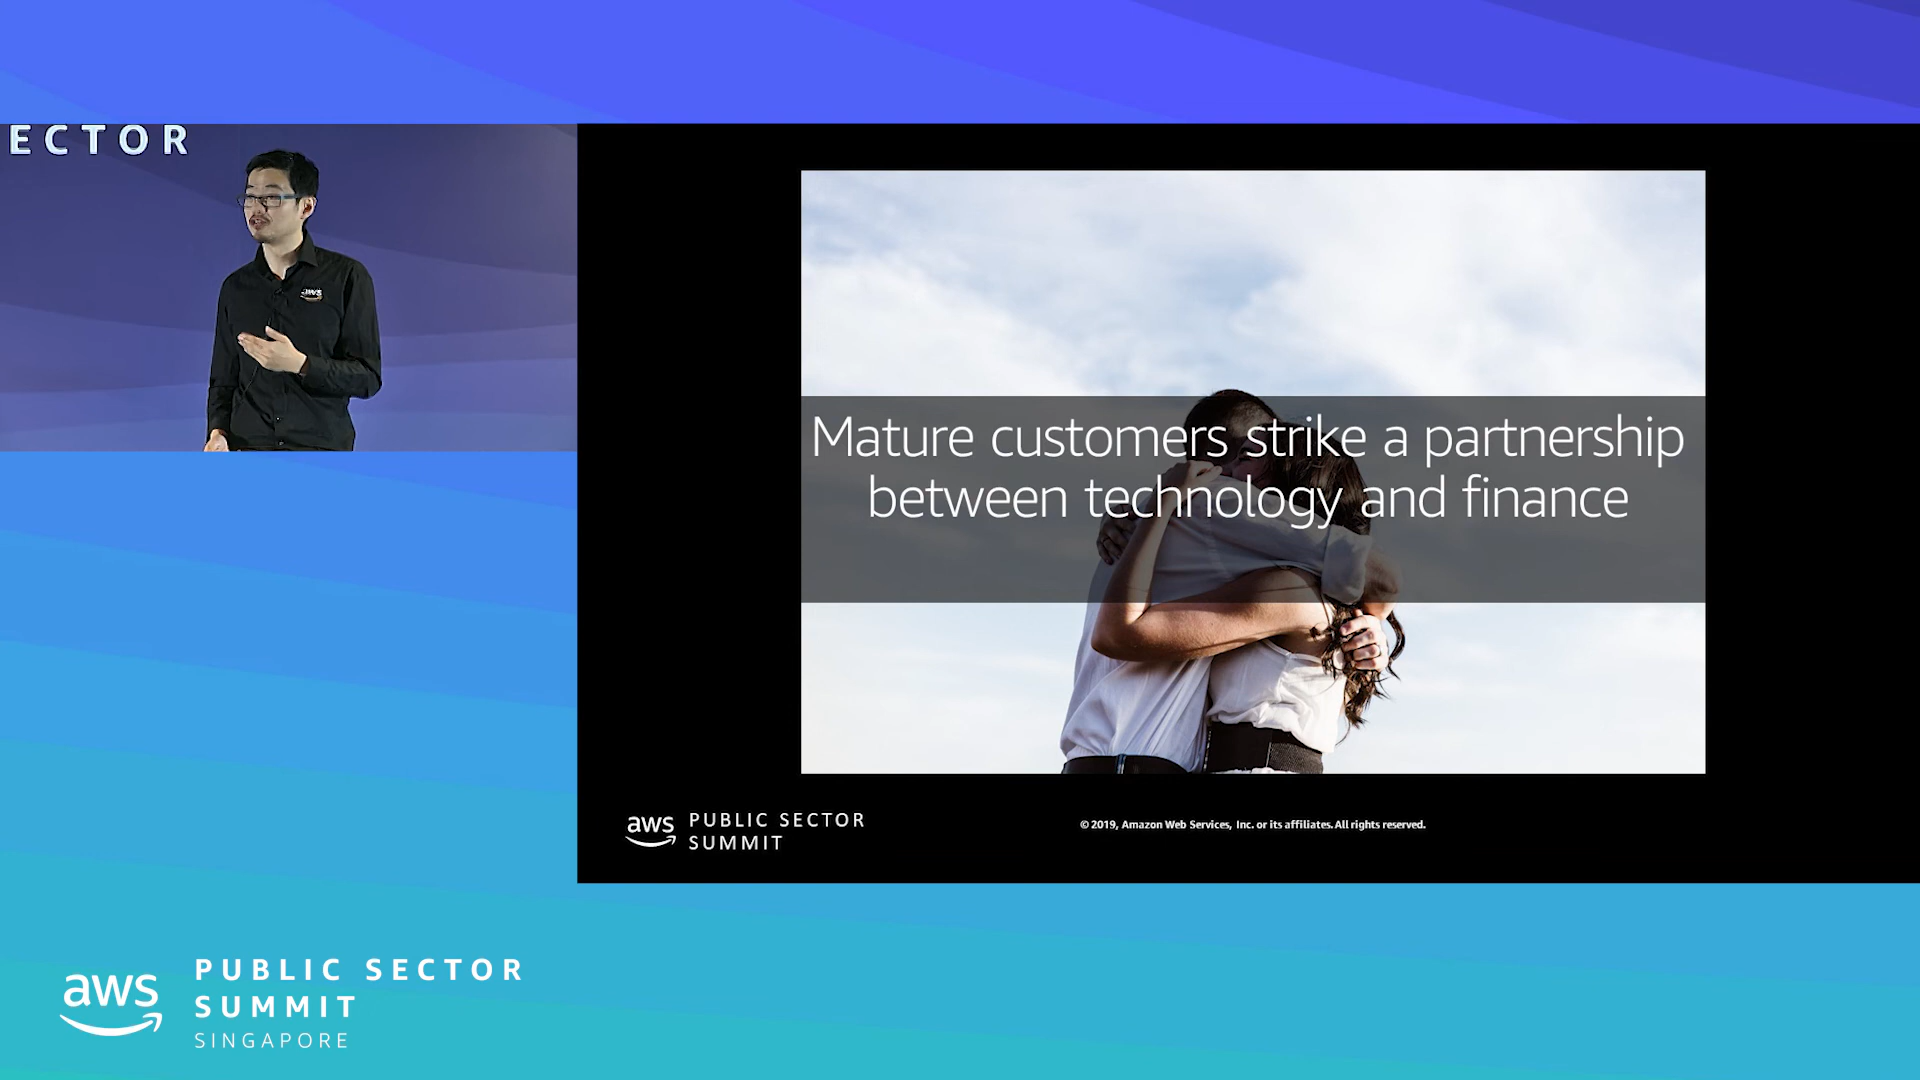 ECTOR
aws
Mature customers strike a partnership
between technology and finance
aws PUBLIC SECTOR
SUMMIT
© 2019, Amazon Web Services, Inc. or its affiliates. All rights reserved.
aws PUBLIC SECTOR
SUMMIT
SINGAPORE